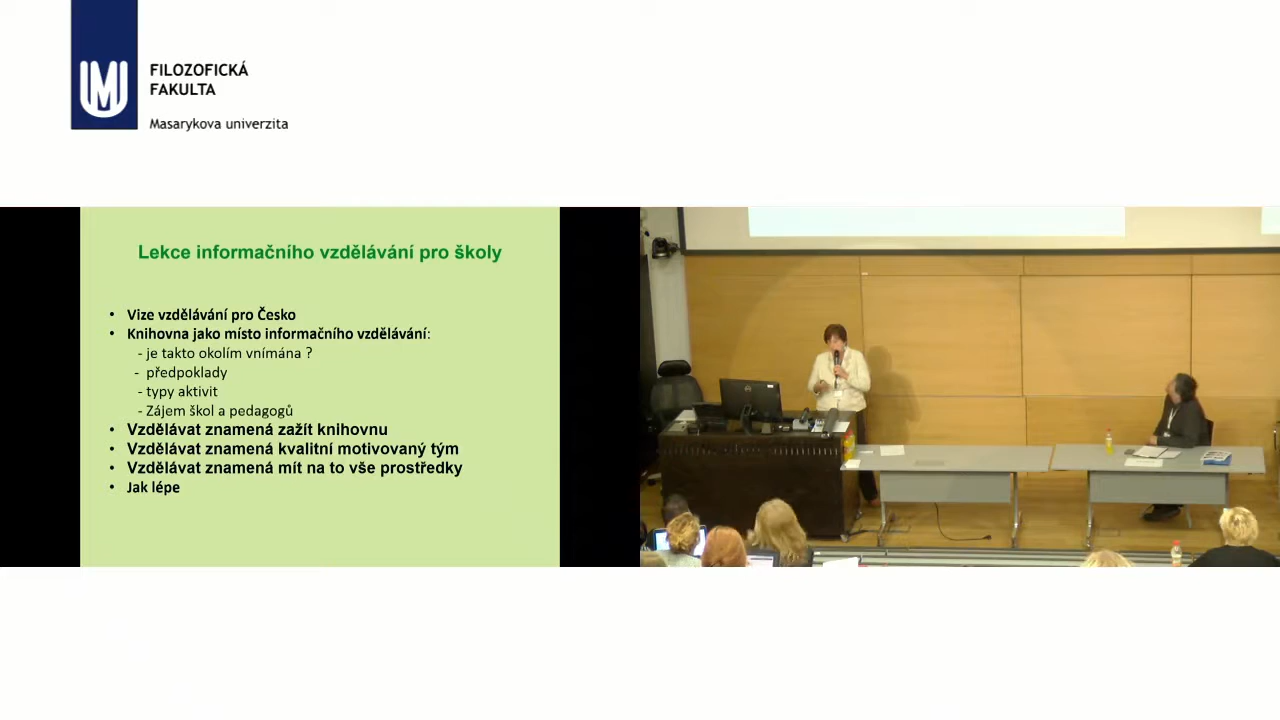 FILOZOFICKÁ
FAKULTA
Masarykova univerzita
Lekce informačního vzdělávání pro školy
• Vize vzdělávání pro Česko
• Knihovna jako místo informačního vzdělávání:
- je takto okolím vnímána ?
- předpoklady
- typy aktivit
- Zájem škol a pedagogů
• Vzdělávat znamená zažít knihovnu
• Vzdělávat znamená kvalitní motivovaný tým
• Vzdělávat znamená mít na to vše prostředky
• Jak lépe